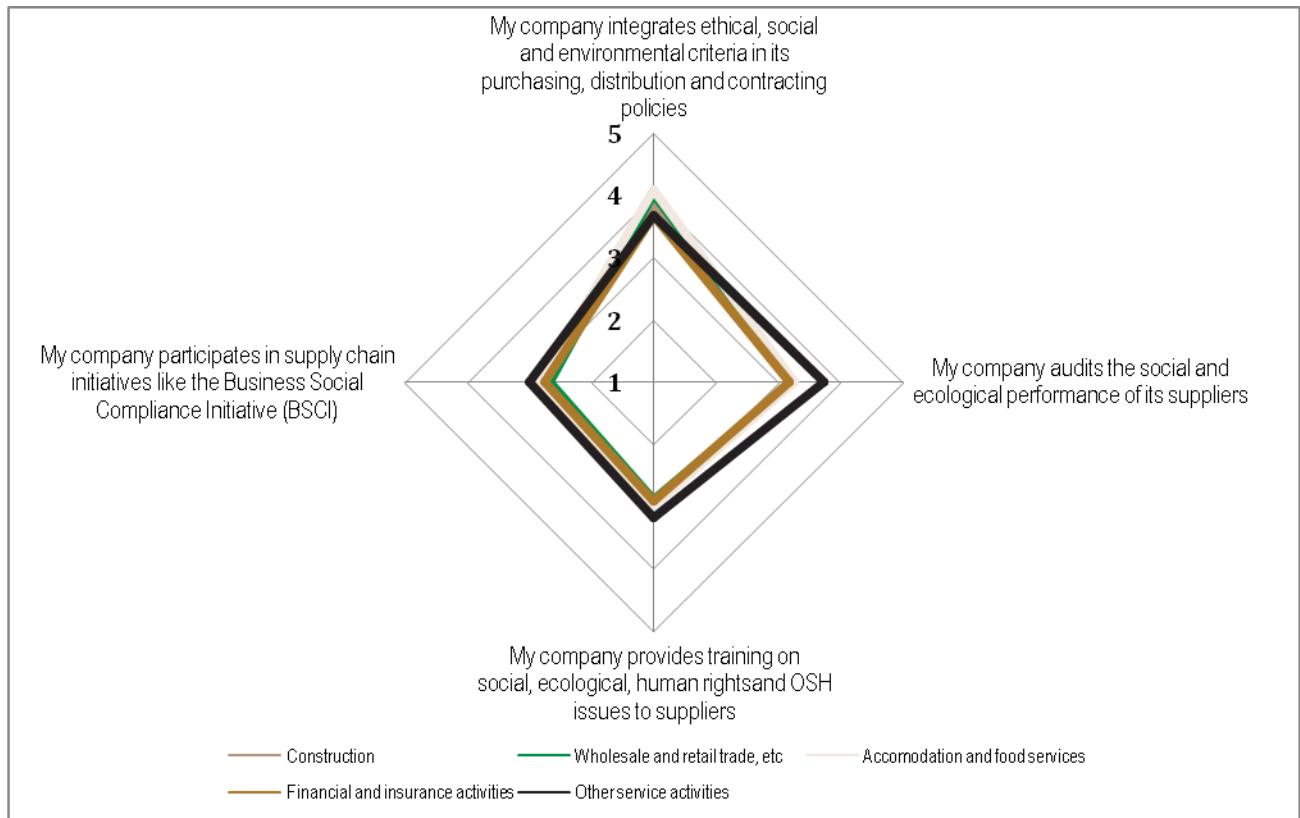 My company integrates ethical, social
and environmental criteria in its
purchasing, distribution and contracting
policies
5
4
3
2
1
My company participates in supply chain
initiatives like the Business Social
Compliance Initiative (BSCI)
My company audits the social and
ecological performance of its suppliers
My company provides training on
social, ecological, human rightsand OSH
issues to suppliers
Construction
Wholesale and retail trade, etc
Accomodation and food services
Financial and insurance activities
Other service activities